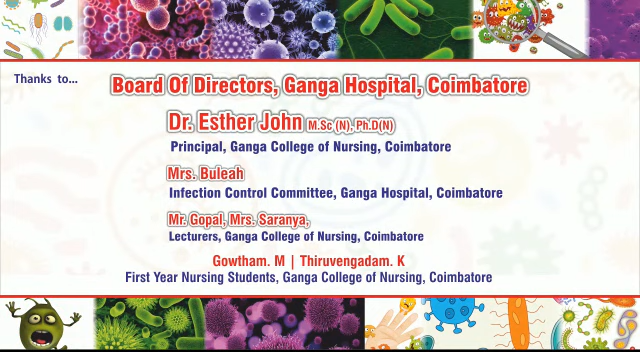 Thanks to...
Board Of Directors, Ganga Hospital, Coimbatore
Dr. Esther John M.Sc (N), Ph.D(N)
Principal, Ganga College of Nursing, Coimbatore
Mrs. Buleah
Infection Control Committee, Ganga Hospital, Coimbatore
Mr. Gopal, Mrs. Saranya,
Lecturers, Ganga College of Nursing, Coimbatore
Gowtham. M | Thiruvengadam. K
First Year Nursing Students, Ganga College of Nursing, Coimbatore